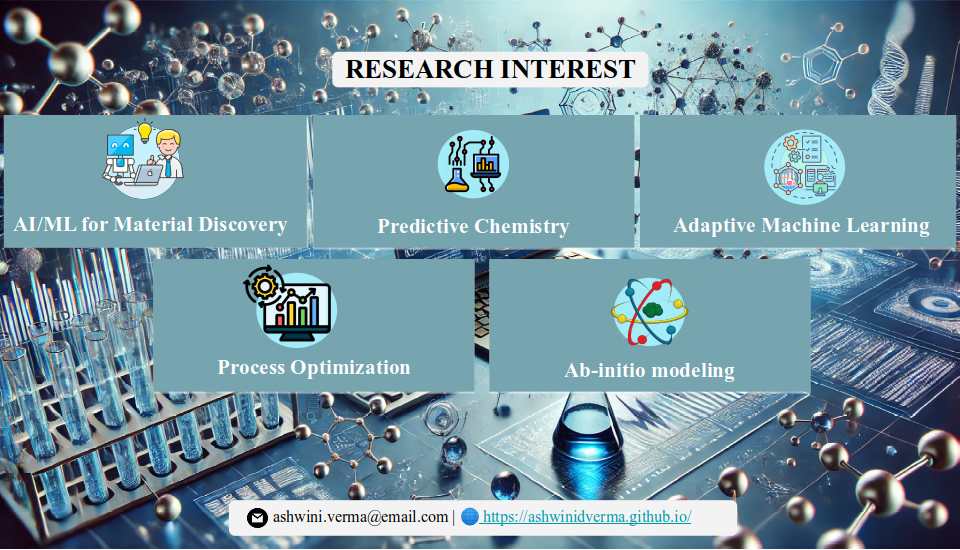 RESEARCH INTEREST
AI/ML for Material Discovery
Predictive Chemistry
Adaptive Machine Learning
Process Optimization
Ab-initio modeling
ashwini.verma@email.com | https://ashwinidverma.github.io/